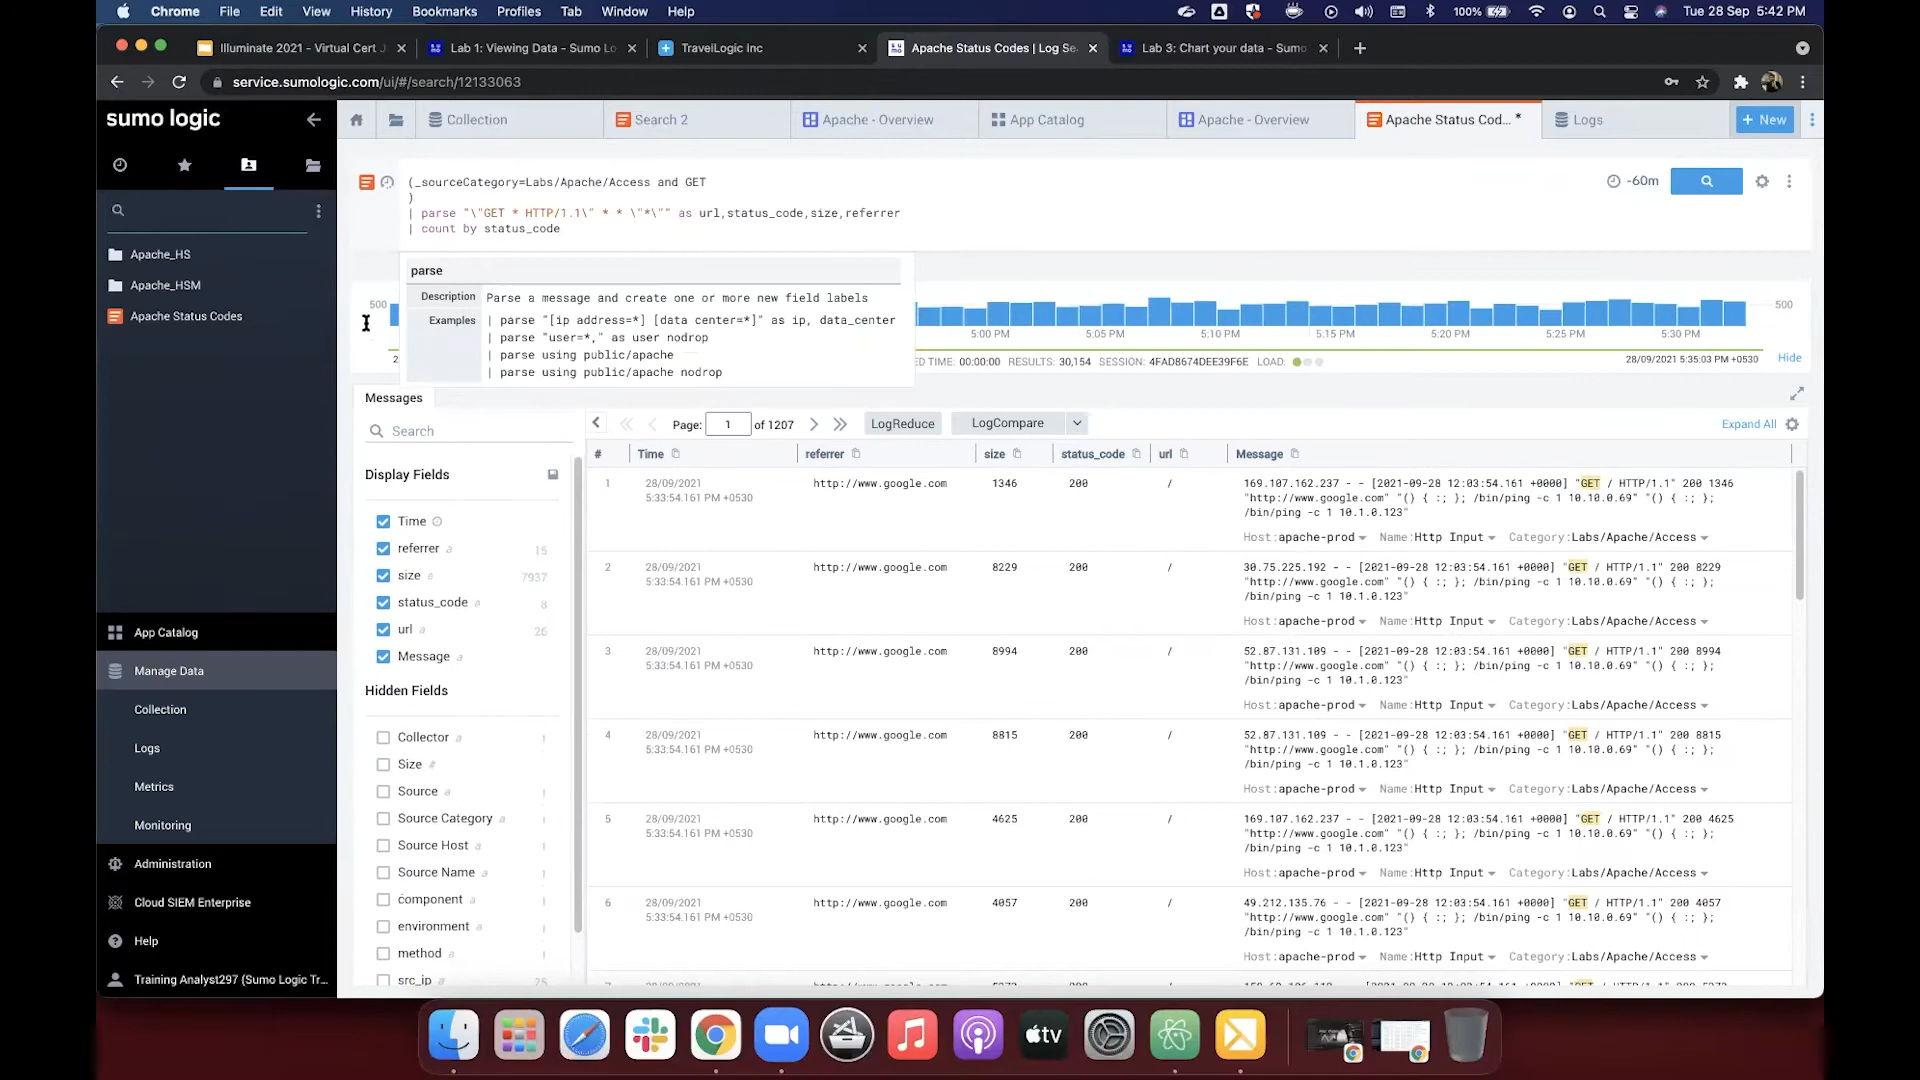 Chrome File Edit View History Bookmarks Profiles Tab Window Help 100% Tue 28 Sep 5:42 PM
Illuminate 2021 - Virtual Cert J Lab 1: Viewing Data - Sumo Lo TravelLogic Inc Apache Status Codes | Log Se Lab 3: Chart your data - Sumo
service.sumologic.com/ui/#/search/12133063
sumo logic
Collection Search 2 Apache - Overview App Catalog Apache - Overview Apache Status Cod... * Logs + New
(_sourceCategory=Labs/Apache/Access and GET
)
| parse "\"GET * HTTP/1.1\" * * \"*\"" as url,status_code,size,referrer
| count by status_code
-60m
Apache_HS
Apache_HSM
Apache Status Codes
parse
Description Parse a message and create one or more new field labels
Examples | parse "[ip address=*] [data center=*]" as ip, data_center
| parse "user=*," as user nodrop
| parse using public/apache
| parse using public/apache nodrop
500 500
5:00 PM 5:05 PM 5:10 PM 5:15 PM 5:20 PM 5:25 PM 5:30 PM
2 ED TIME: 00:00:00 RESULTS: 30,154 SESSION: 4FAD8674DEE39F6E LOAD: 28/09/2021 5:35:03 PM +0530 Hide
Messages
Search
Page: 1 of 1207 LogReduce LogCompare Expand All
# Time referrer size status_code url Message
Display Fields
Time
referrer a 15
size a 7937
status_code a 8
url a 26
Message a
Hidden Fields
Collector a 1
Size #
Source a 1
Source Category a 1
Source Host a 1
Source Name a 1
component a 1
environment a 1
method a 1
src_ip a 25
1 28/09/2021 http://www.google.com 1346 200 / 169.107.162.237 - - [2021-09-28 12:03:54.161 +0000] "GET / HTTP/1.1" 200 1346
5:33:54.161 PM +0530 "http://www.google.com" "() { :; }; /bin/ping -c 1 10.10.0.69" "() { :; };
/bin/ping -c 1 10.1.0.123"
Host:apache-prod Name:Http Input Category:Labs/Apache/Access
2 28/09/2021 http://www.google.com 8229 200 / 30.75.225.192 - - [2021-09-28 12:03:54.161 +0000] "GET / HTTP/1.1" 200 8229
5:33:54.161 PM +0530 "http://www.google.com" "() { :; }; /bin/ping -c 1 10.10.0.69" "() { :; };
/bin/ping -c 1 10.1.0.123"
Host:apache-prod Name:Http Input Category:Labs/Apache/Access
3 28/09/2021 http://www.google.com 8994 200 / 52.87.131.109 - - [2021-09-28 12:03:54.161 +0000] "GET / HTTP/1.1" 200 8994
5:33:54.161 PM +0530 "http://www.google.com" "() { :; }; /bin/ping -c 1 10.10.0.69" "() { :; };
/bin/ping -c 1 10.1.0.123"
Host:apache-prod Name:Http Input Category:Labs/Apache/Access
4 28/09/2021 http://www.google.com 8815 200 / 52.87.131.109 - - [2021-09-28 12:03:54.161 +0000] "GET / HTTP/1.1" 200 8815
5:33:54.161 PM +0530 "http://www.google.com" "() { :; }; /bin/ping -c 1 10.10.0.69" "() { :; };
/bin/ping -c 1 10.1.0.123"
Host:apache-prod Name:Http Input Category:Labs/Apache/Access
5 28/09/2021 http://www.google.com 4625 200 / 169.107.162.237 - - [2021-09-28 12:03:54.161 +0000] "GET / HTTP/1.1" 200 4625
5:33:54.161 PM +0530 "http://www.google.com" "() { :; }; /bin/ping -c 1 10.10.0.69" "() { :; };
/bin/ping -c 1 10.1.0.123"
Host:apache-prod Name:Http Input Category:Labs/Apache/Access
6 28/09/2021 http://www.google.com 4057 200 / 49.212.135.76 - - [2021-09-28 12:03:54.161 +0000] "GET / HTTP/1.1" 200 4057
5:33:54.161 PM +0530 "http://www.google.com" "() { :; }; /bin/ping -c 1 10.10.0.69" "() { :; };
/bin/ping -c 1 10.1.0.123"
Host:apache-prod Name:Http Input Category:Labs/Apache/Access
App Catalog
Manage Data
Collection
Logs
Metrics
Monitoring
Administration
Cloud SIEM Enterprise
Help
Training Analyst297 (Sumo Logic Tr...
tv